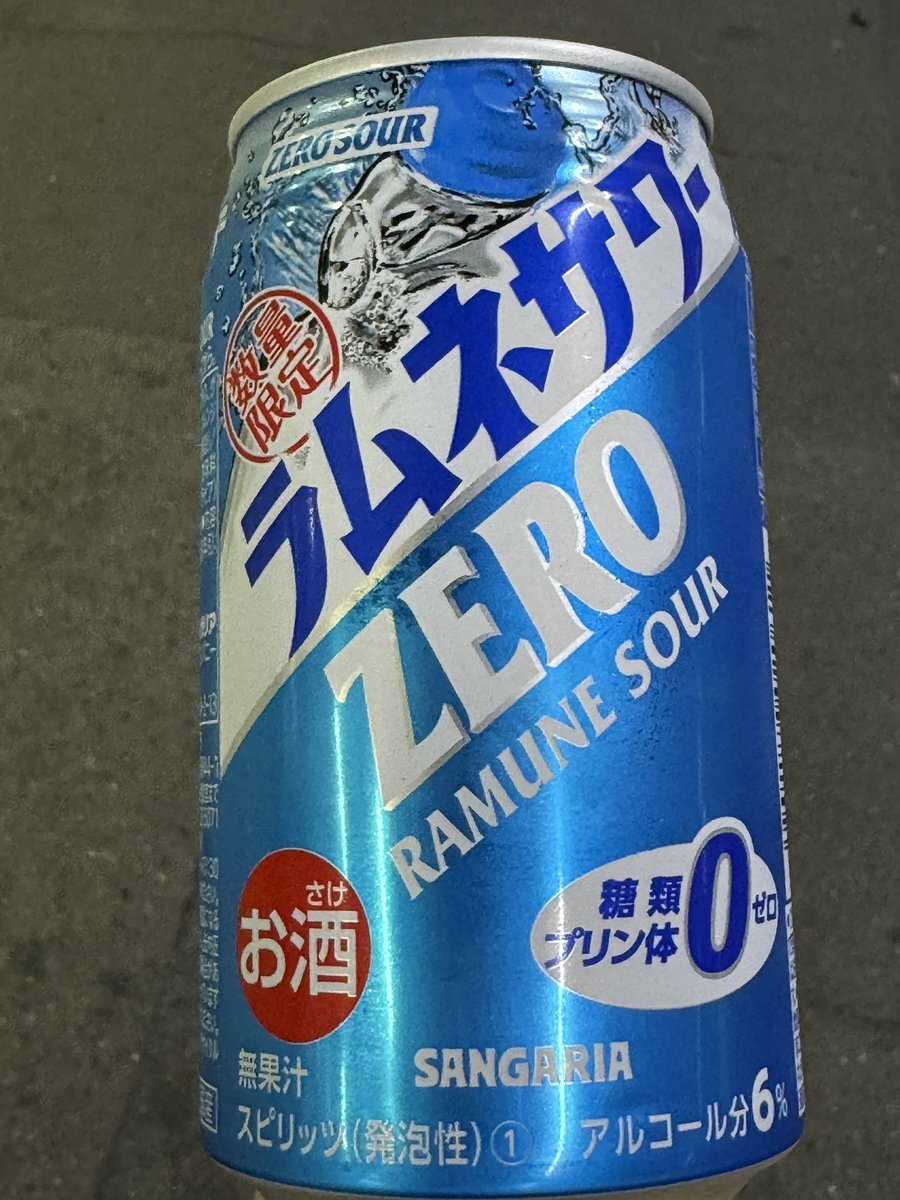 ZERO SOUR
数量
限定
ラムネサワー
ZERO
RAMUNE SOUR
さけ
お酒
糖類
プリン体
0
ゼロ
無果汁
SANGARIA
スピリッツ(発泡性)①
アルコール分6%